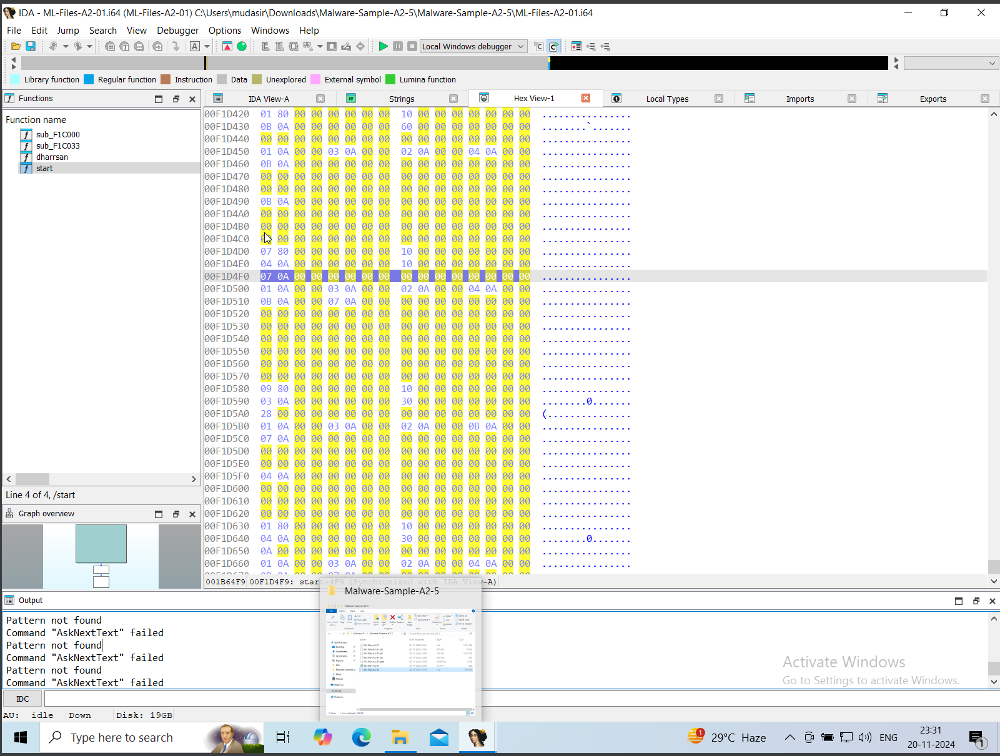 IDA - ML-Files-A2-01.i64 (ML-Files-A2-01) C:\Users\mudasir\Downloads\Malware-Sample-A2-5\Malware-Sample-A2-5\ML-Files-A2-01.i64
File Edit Jump Search View Debugger Options Windows Help
Local Windows debugger
Library function Regular function Instruction Data Unexplored External symbol Lumina function
Functions
IDA View-A Strings Hex View-1 Local Types Imports Exports
Function name
sub_F1C000
sub_F1C033
dharrsan
start
Line 4 of 4, /start
Graph overview
00F1D420 01 80 00 00 00 00 00 00 10 00 00 00 00 00 00 00 ................
00F1D430 0B 0A 00 00 00 00 00 00 60 00 00 00 00 00 00 00 ........`.......
00F1D440 00 00 00 00 00 00 00 00 00 00 00 00 00 00 00 00 ................
00F1D450 01 0A 00 00 03 0A 00 00 02 0A 00 00 04 0A 00 00 ................
00F1D460 0B 0A 00 00 00 00 00 00 00 00 00 00 00 00 00 00 ................
00F1D470 00 00 00 00 00 00 00 00 00 00 00 00 00 00 00 00 ................
00F1D480 00 00 00 00 00 00 00 00 00 00 00 00 00 00 00 00 ................
00F1D490 0B 0A 00 00 00 00 00 00 00 00 00 00 00 00 00 00 ................
00F1D4A0 00 00 00 00 00 00 00 00 00 00 00 00 00 00 00 00 ................
00F1D4B0 00 00 00 00 00 00 00 00 00 00 00 00 00 00 00 00 ................
00F1D4C0 00 00 00 00 00 00 00 00 00 00 00 00 00 00 00 ................
00F1D4D0 07 80 00 00 00 00 00 00 10 00 00 00 00 00 00 00 ................
00F1D4E0 04 0A 00 00 00 00 00 00 10 00 00 00 00 00 00 00 ................
00F1D4F0 07 0A 00 00 00 00 00 00 00 00 00 00 00 00 00 00 ................
00F1D500 01 0A 00 00 03 0A 00 00 02 0A 00 00 04 0A 00 00 ................
00F1D510 0B 0A 00 00 07 0A 00 00 00 00 00 00 00 00 00 00 ................
00F1D520 00 00 00 00 00 00 00 00 00 00 00 00 00 00 00 00 ................
00F1D530 00 00 00 00 00 00 00 00 00 00 00 00 00 00 00 00 ................
00F1D540 00 00 00 00 00 00 00 00 00 00 00 00 00 00 00 00 ................
00F1D550 00 00 00 00 00 00 00 00 00 00 00 00 00 00 00 00 ................
00F1D560 00 00 00 00 00 00 00 00 00 00 00 00 00 00 00 00 ................
00F1D570 00 00 00 00 00 00 00 00 00 00 00 00 00 00 00 00 ................
00F1D580 09 80 00 00 00 00 00 00 10 00 00 00 00 00 00 00 ................
00F1D590 03 0A 00 00 00 00 00 00 30 00 00 00 00 00 00 00 ........0.......
00F1D5A0 28 00 00 00 00 00 00 00 00 00 00 00 00 00 00 00 (...............
00F1D5B0 01 0A 00 00 03 0A 00 00 02 0A 00 00 0B 0A 00 00 ................
00F1D5C0 07 0A 00 00 00 00 00 00 00 00 00 00 00 00 00 00 ................
00F1D5D0 00 00 00 00 00 00 00 00 00 00 00 00 00 00 00 00 ................
00F1D5E0 00 00 00 00 00 00 00 00 00 00 00 00 00 00 00 00 ................
00F1D5F0 04 0A 00 00 00 00 00 00 00 00 00 00 00 00 00 00 ................
00F1D600 00 00 00 00 00 00 00 00 00 00 00 00 00 00 00 00 ................
00F1D610 00 00 00 00 00 00 00 00 00 00 00 00 00 00 00 00 ................
00F1D620 00 00 00 00 00 00 00 00 00 00 00 00 00 00 00 00 ................
00F1D630 01 80 00 00 00 00 00 00 10 00 00 00 00 00 00 00 ................
00F1D640 04 0A 00 00 00 00 00 00 30 00 00 00 00 00 00 00 ........0.......
00F1D650 0A 00 00 00 00 00 00 00 00 00 00 00 00 00 00 00 ................
00F1D660 01 0A 00 00 03 0A 00 00 02 0A 00 00 04 0A 00 00 ................
001B64F9 00F1D4F9: start+4F9 (Synchronized with IDA View-A)
Malware-Sample-A2-5
Output
Pattern not found
Command "AskNextText" failed
Pattern not found
Command "AskNextText" failed
Pattern not found
Command "AskNextText" failed
Activate Windows
Go to Settings to activate Windows.
IDC
AU: idle Down Disk: 19GB
Type here to search
1
29°C Haze
ENG
23:31
20-11-2024
1